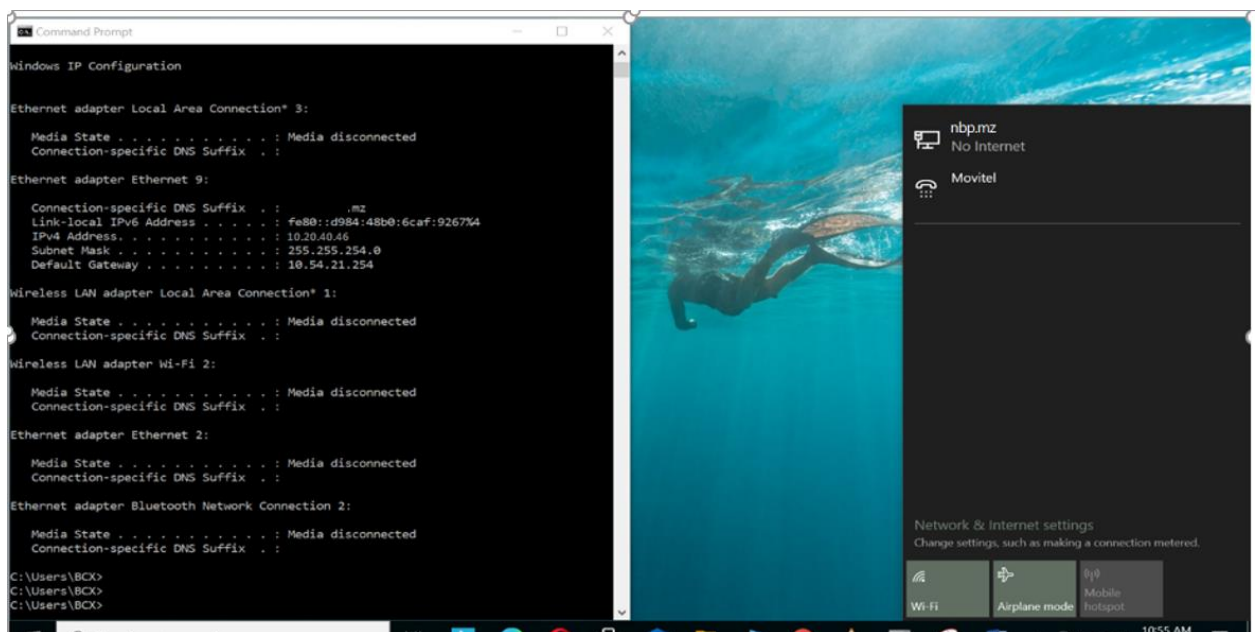 Command Prompt
Windows IP Configuration
Ethernet adapter Local Area Connection* 3:
Media State . . . . . . . . . . . : Media disconnected
Connection-specific DNS Suffix . :
Ethernet adapter Ethernet 9:
Connection-specific DNS Suffix . : .mz
Link-local IPv6 Address . . . . . : fe80::d984:48b0:6caf:9267%4
IPv4 Address. . . . . . . . . . . : 10.20.40.46
Subnet Mask . . . . . . . . . . . : 255.255.254.0
Default Gateway . . . . . . . . . : 10.54.21.254
Wireless LAN adapter Local Area Connection* 1:
Media State . . . . . . . . . . . : Media disconnected
Connection-specific DNS Suffix . :
Wireless LAN adapter Wi-Fi 2:
Media State . . . . . . . . . . . : Media disconnected
Connection-specific DNS Suffix . :
Ethernet adapter Ethernet 2:
Media State . . . . . . . . . . . : Media disconnected
Connection-specific DNS Suffix . :
Ethernet adapter Bluetooth Network Connection 2:
Media State . . . . . . . . . . . : Media disconnected
Connection-specific DNS Suffix . :
C:\Users\BCX>
C:\Users\BCX>
C:\Users\BCX>
nbp.mz
No Internet
Movitel
Network & Internet settings
Change settings, such as making a connection metered.
Wi-Fi
Airplane mode
Mobile
hotspot
10:55 AM